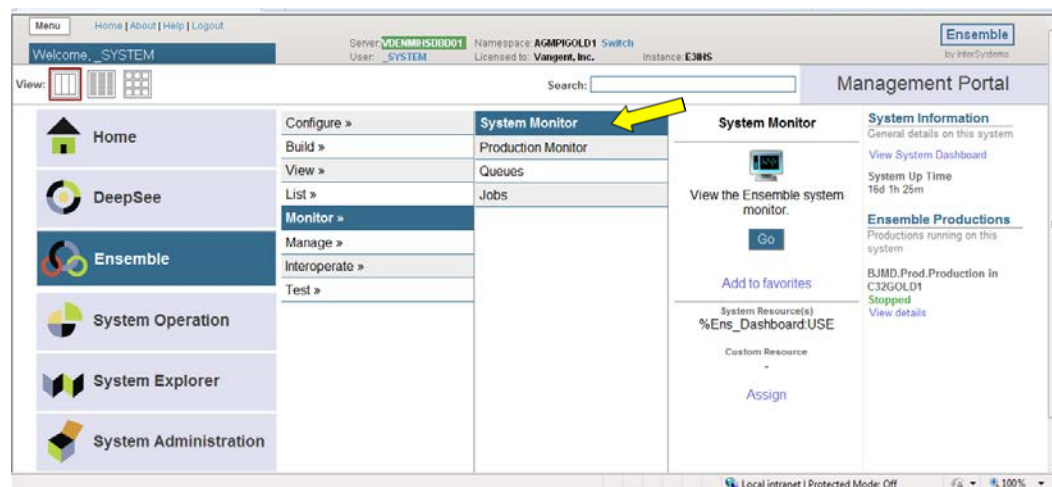 Menu
Home | About | Help | Logout
Server: VDENMIHSDBD01 Namespace: AGMPIGOLD1 Switch
User: _SYSTEM Licensed to: Vangent, Inc. Instance: E3IHS
Ensemble
by InterSystems
Welcome, _SYSTEM
View:
Search:
Management Portal
Home
DeepSee
Ensemble
System Operation
System Explorer
System Administration
Configure »
Build »
View »
List »
Monitor »
Manage »
Interoperate »
Test »
System Monitor
Production Monitor
Queues
Jobs
System Monitor
View the Ensemble system
monitor.
Go
Add to favorites
System Resource(s)
%Ens_Dashboard:USE
Custom Resource
-
Assign
System Information
General details on this system
View System Dashboard
System Up Time
16d 1h 25m
Ensemble Productions
Productions running on this
system
BJMD.Prod.Production in
C32GOLD1
Stopped
View details
Local intranet | Protected Mode: Off
100%